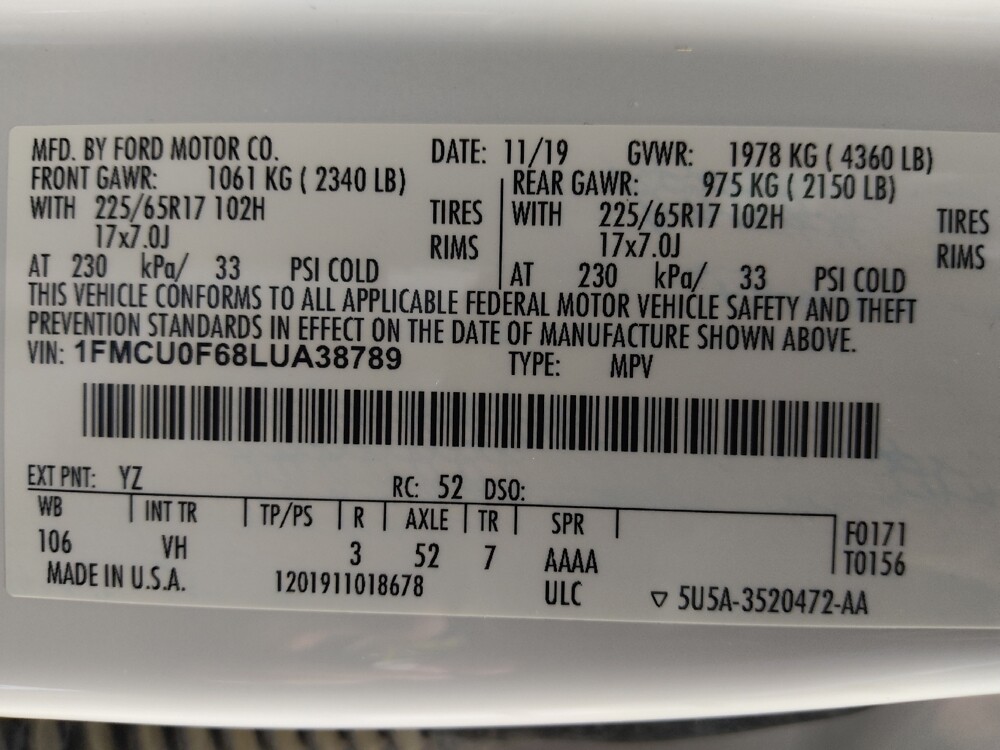 MFD. BY FORD MOTOR CO. DATE: 11/19 GVWR: 1978 KG ( 4360 LB)
FRONT GAWR: 1061 KG ( 2340 LB) REAR GAWR: 975 KG ( 2150 LB)
WITH 225/65R17 102H TIRES WITH 225/65R17 102H TIRES
17x7.0J RIMS 17x7.0J RIMS
AT 230 kPa/ 33 PSI COLD AT 230 kPa/ 33 PSI COLD
THIS VEHICLE CONFORMS TO ALL APPLICABLE FEDERAL MOTOR VEHICLE SAFETY AND THEFT
PREVENTION STANDARDS IN EFFECT ON THE DATE OF MANUFACTURE SHOWN ABOVE.
VIN: 1FMCU0F68LUA38789 TYPE: MPV
EXT PNT: YZ RC: 52 DSO:
WB INT TR TP/PS R AXLE TR SPR F0171
106 VH 3 52 7 AAAA T0156
MADE IN U.S.A. 1201911018678 ULC ▽ 5U5A-3520472-AA